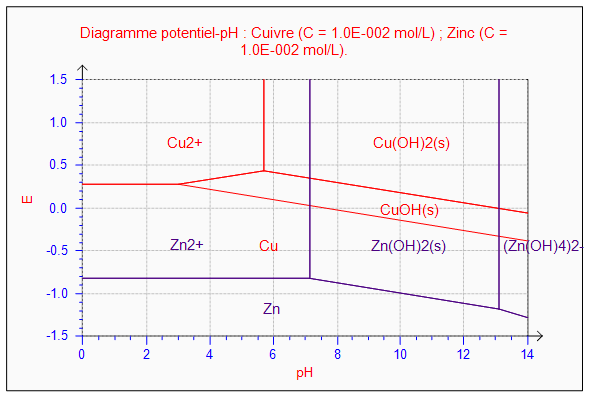 Diagramme potentiel-pH : Cuivre (C = 1.0E-002 mol/L) ; Zinc (C =
1.0E-002 mol/L).
1.5
1.0
Cu2+
Cu(OH)2(s)
0.5
E
0.0
CuOH(s)
Zn2+
Cu
Zn(OH)2(s)
(Zn(OH)4)2-
-0.5
-1.0
Zn
-1.5
0
2
4
6
8
10
12
14
pH